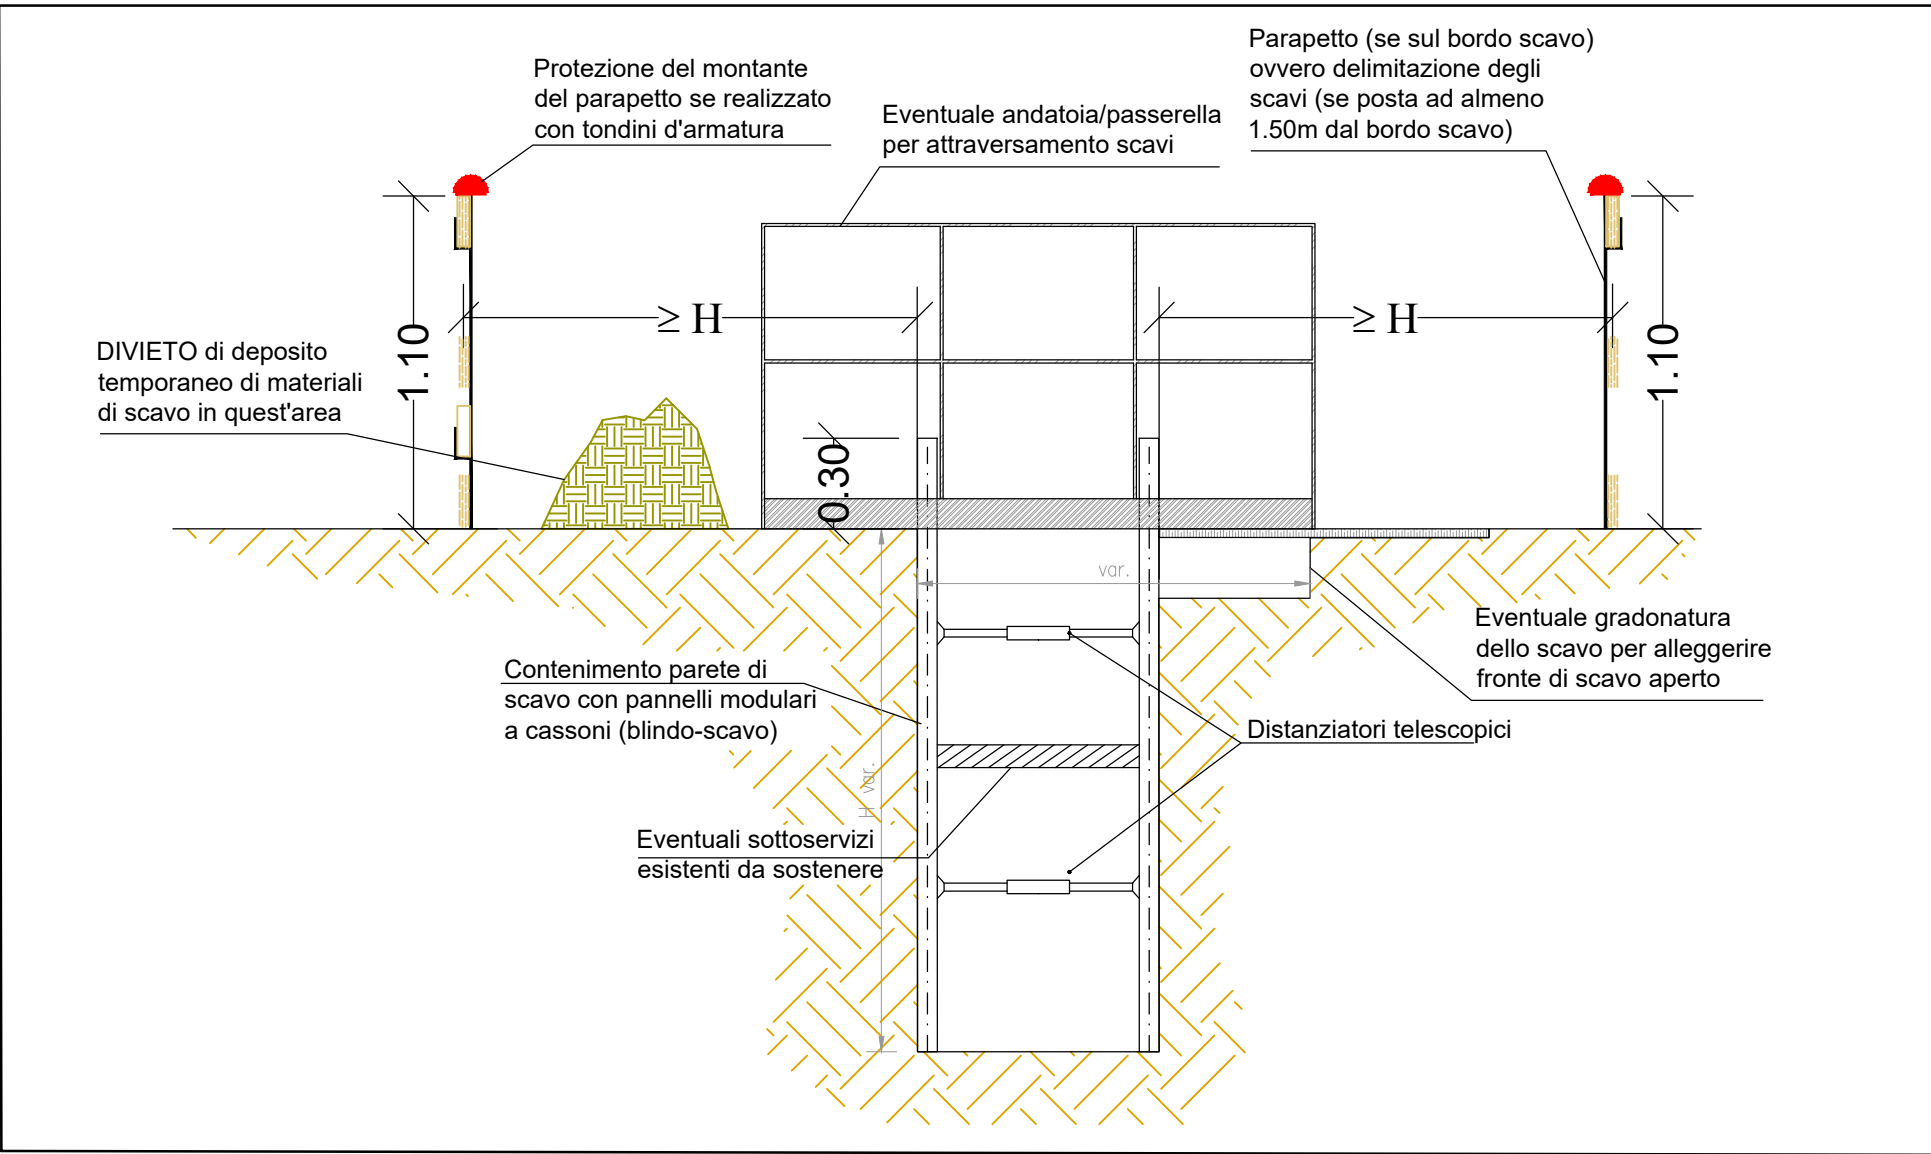 Protezione del montante
del parapetto se realizzato
con tondini d'armatura
Eventuale andatoia/passerella
per attraversamento scavi
Parapetto (se sul bordo scavo)
ovvero delimitazione degli
scavi (se posta ad almeno
1.50m dal bordo scavo)
≥ H
≥ H
1.10
1.10
DIVIETO di deposito
temporaneo di materiali
di scavo in quest'area
0.30
var.
Eventuale gradonatura
dello scavo per alleggerire
fronte di scavo aperto
Contenimento parete di
scavo con pannelli modulari
a cassoni (blindo-scavo)
Distanziatori telescopici
H var.
Eventuali sottoservizi
esistenti da sostenere